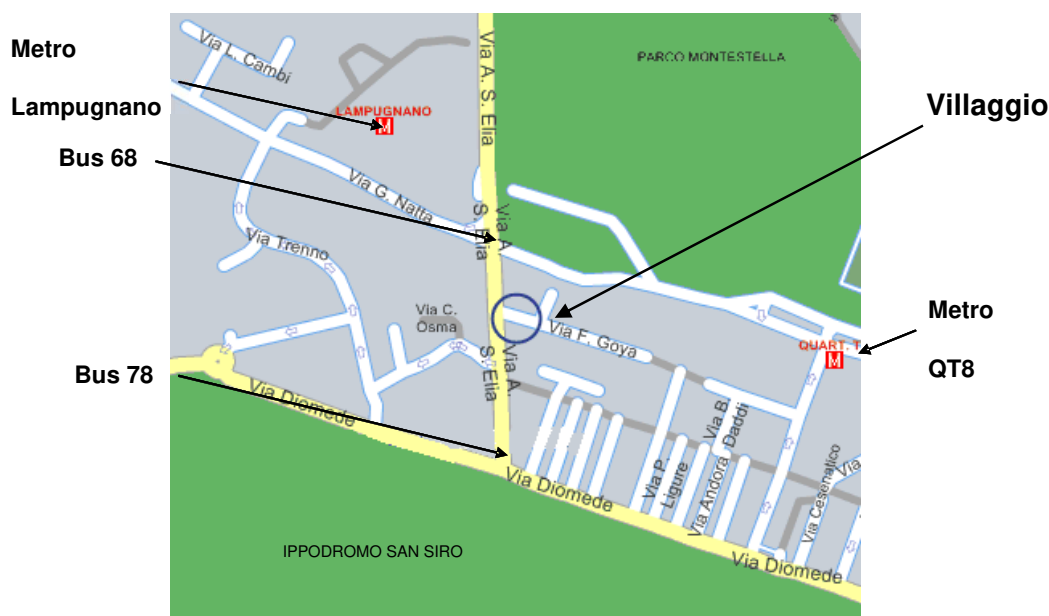 Metro
Lampugnano
Bus 68
Bus 78
Villaggio
Metro
QT8
Via L. Cambi
LAMPUGNANO
M
Via A. S. Elia
PARCO MONTESTELLA
Via G. Natta
Via A.
S. Elia
Via Trenno
Via C.
Osma
Via F. Goya
QUART. T
M
Via A.
S. Elia
Via Diomede
Via Diomede
Via P.
Ligure
Via B.
Daddi
Via Andora
Via Cesenatico
Via
Via Diomede
IPPODROMO SAN SIRO